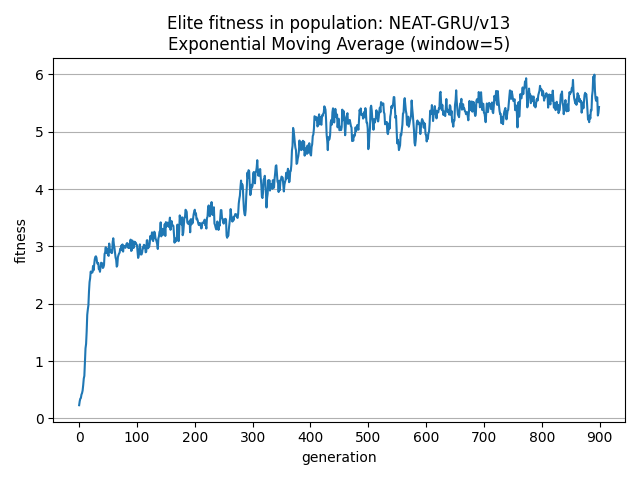 Elite fitness in population: NEAT-GRU/v13
Exponential Moving Average (window=5)
6
5
4
3
2
1
0
fitness
0 100 200 300 400 500 600 700 800 900
generation